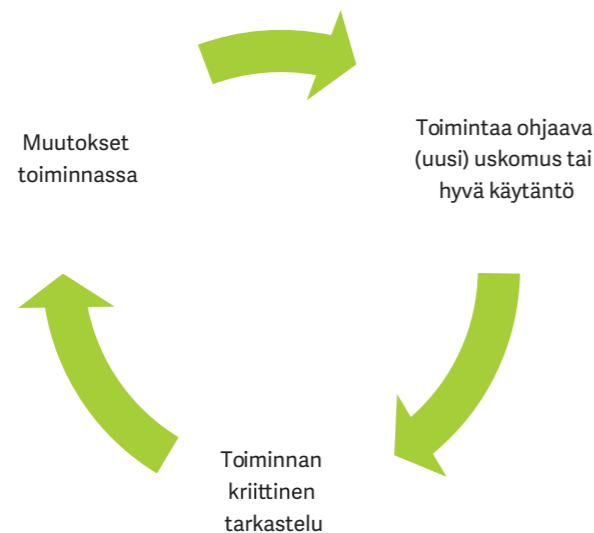 Muutokset
toiminnassa
Toimintaa ohjaava
(uusi) uskomus tai
hyvä käytäntö
Toiminnan
kriittinen
tarkastelu